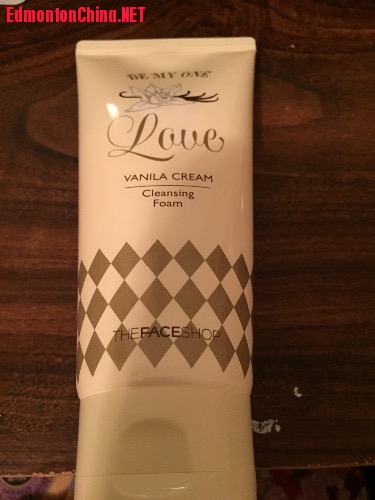 EdmontonChina.NET
BE MY ONE
Love
VANILA CREAM
Cleansing
Foam
THEFACESHOP